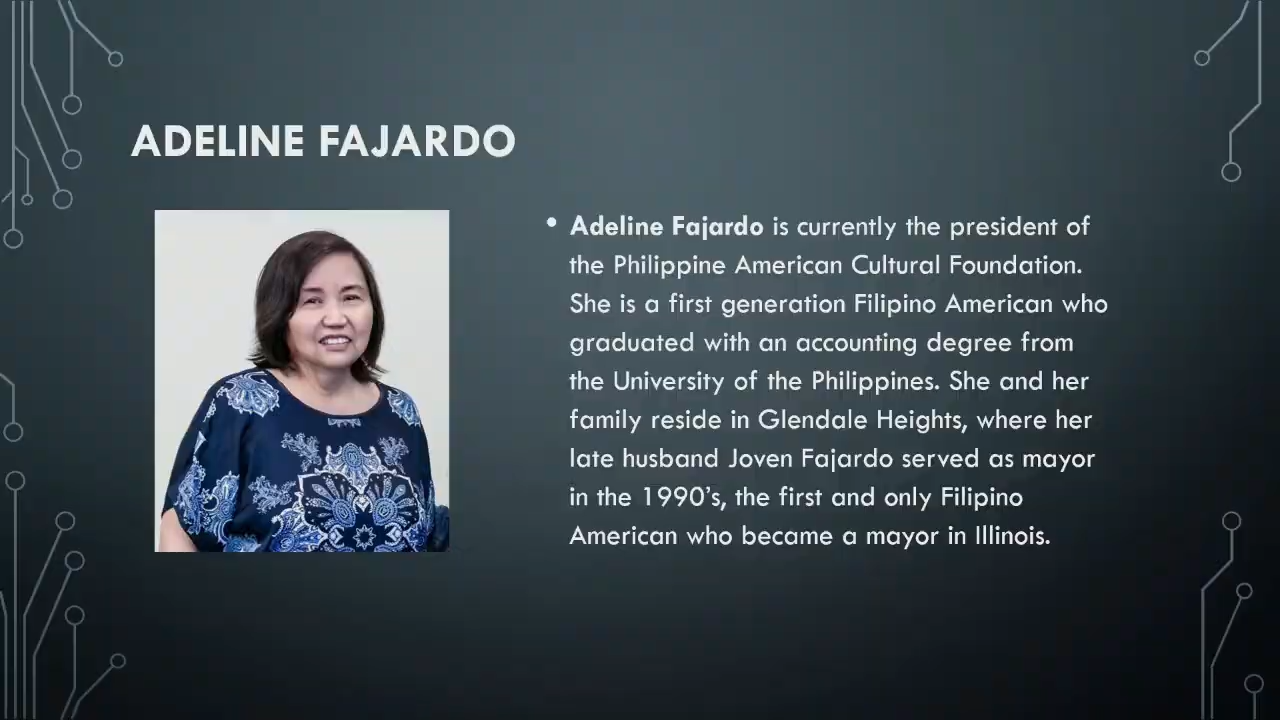 ADELINE FAJARDO
• Adeline Fajardo is currently the president of
the Philippine American Cultural Foundation.
She is a first generation Filipino American who
graduated with an accounting degree from
the University of the Philippines. She and her
family reside in Glendale Heights, where her
late husband Joven Fajardo served as mayor
in the 1990’s, the first and only Filipino
American who became a mayor in Illinois.